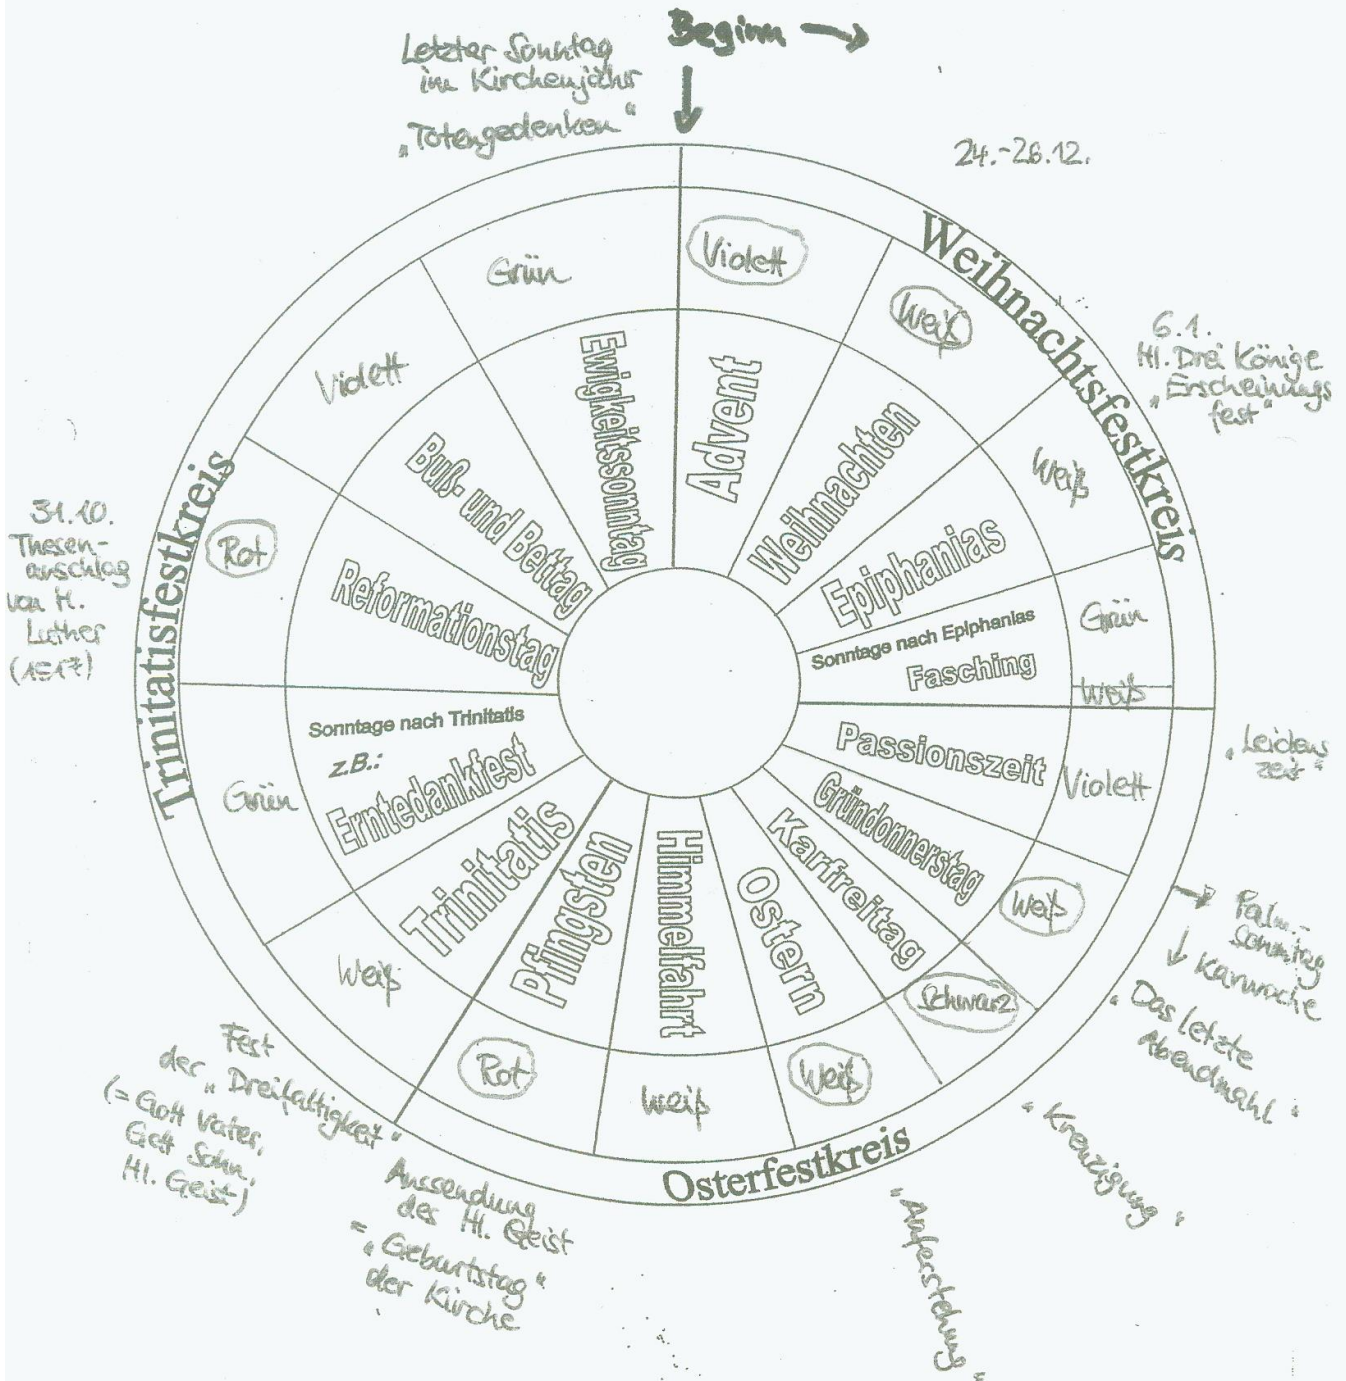 Beginn
Letzter Sonntag
im Kirchenjahr
„Totengedenken“
24.-26.12.
Weihnachtsfestkreis
6.1.
Hl. Drei Könige
„Erscheinungs
fest“
Violett
Advent
Weiß
Weihnachten
Weiß
Epiphanias
Grün
Sonntage nach Epiphanias
Fasching
Weiß
Passionszeit
Violett
„Leidens
zeit“
Gründonnerstag
Weiß
Palm-
sonntag
Karwoche
„Das letzte
Abendmahl“
Karfreitag
Schwarz
„Kreuzigung“
Ostern
Weiß
„Auferstehung“
Osterfestkreis
Himmelfahrt
Weiß
Pfingsten
Rot
Aussendung
des Hl. Geist
= „Geburtstag“
der Kirche
Trinitatis
Weiß
Fest
der „Dreifaltigkeit“
(= Gott Vater,
Gott Sohn,
Hl. Geist)
Trinitatisfestkreis
Sonntage nach Trinitatis
z.B.:
Erntedankfest
Grün
Reformationstag
Rot
31.10.
Thesen-
anschlag
von M.
Luther
(1517)
Buß- und Bettag
Violett
Ewigkeitssonntag
Grün